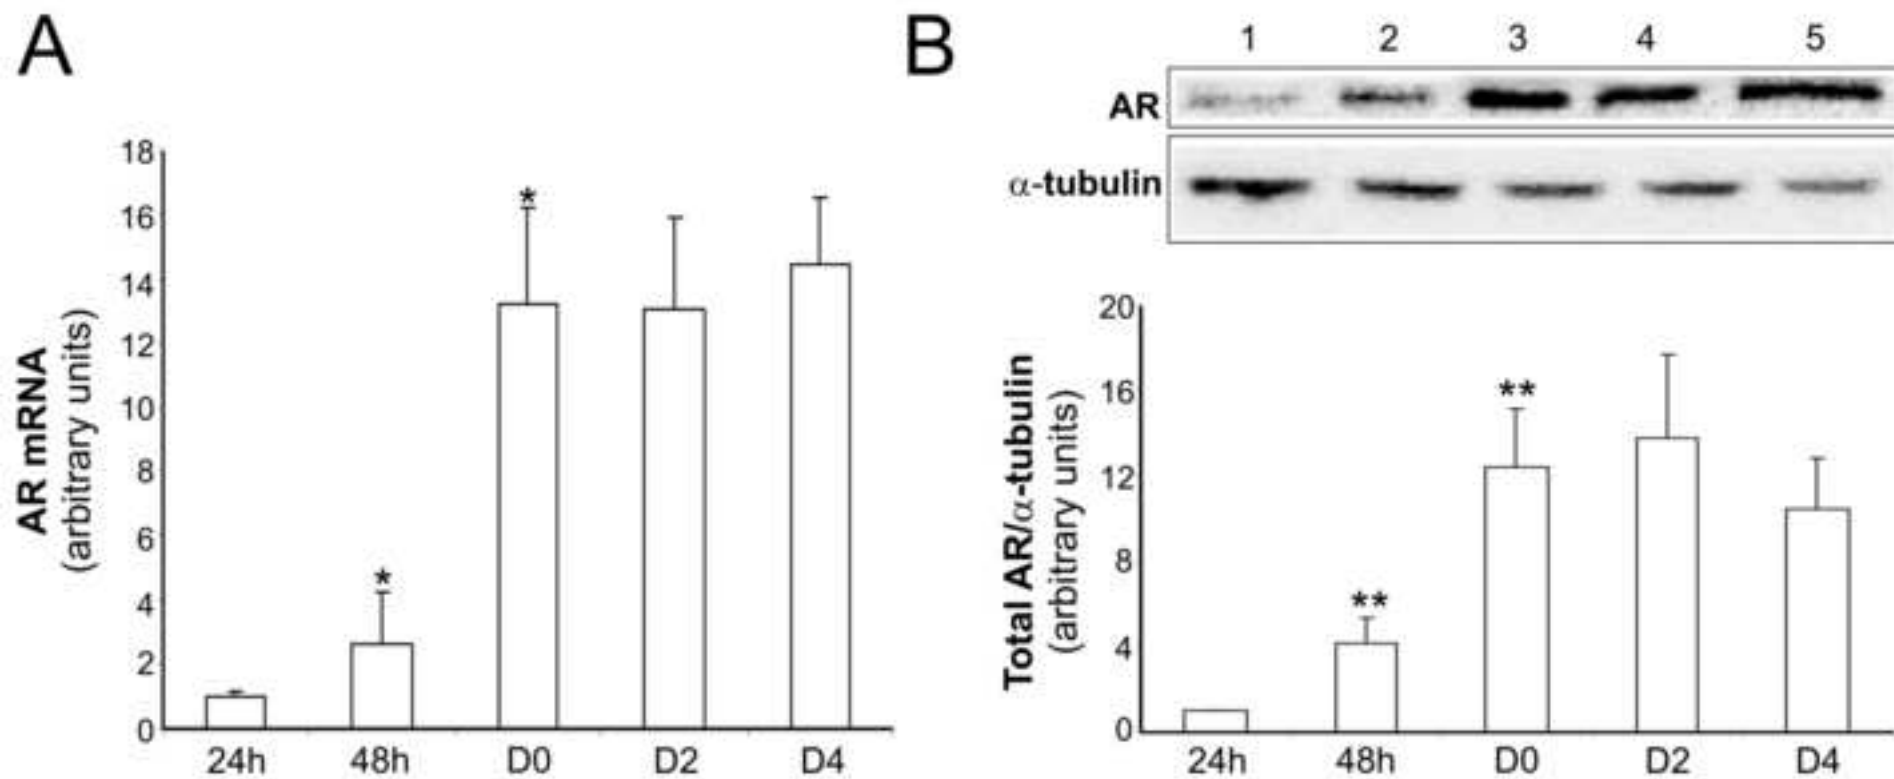 A
AR mRNA
(arbitrary units)
18
16
14
12
10
8
6
4
2
0
*
*
24h 48h D0 D2 D4
B
1 2 3 4 5
AR
α-tubulin
Total AR/α-tubulin
(arbitrary units)
20
16
12
8
4
0
**
**
24h 48h D0 D2 D4